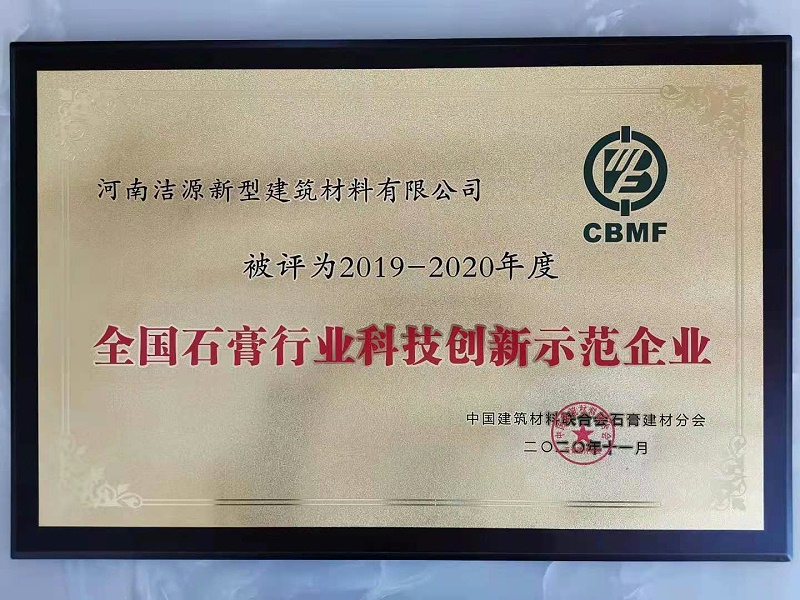 河南洁源新型建筑材料有限公司
CBMF
被评为2019-2020年度
全国石膏行业科技创新示范企业
中国建筑材料联合会石膏建材分会
二〇二〇年十一月